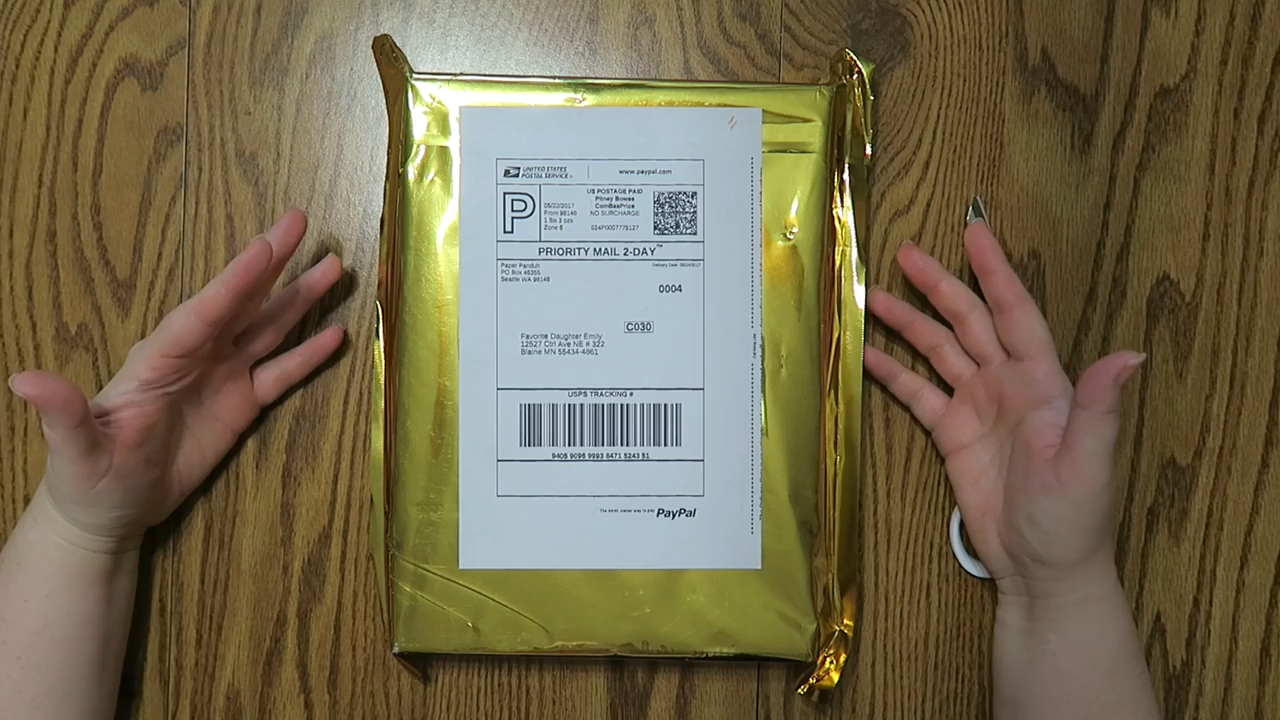 UNITED STATES
POSTAL SERVICE
www.paypal.com
P
US POSTAGE PAID
Pitney Bowes
ComBasPrice
NO SURCHARGE
024P0007775127
05/22/2017
From 98146
1 lbs 3 ozs
Zone 6
PRIORITY MAIL 2-DAY™
Paper Panduh
PO Box 46355
Seattle WA 98146
0004
C030
Favorite Daughter Emily
12527 Ctrl Ave NE # 322
Blaine MN 55434-4861
USPS TRACKING #
9405 9096 9993 8471 5243 51
PayPal